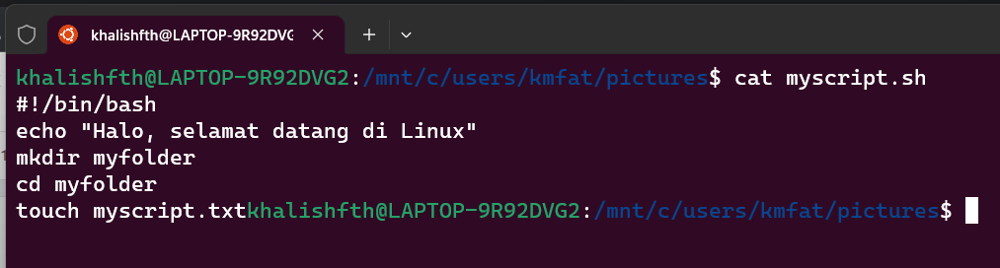 khalishfth@LAPTOP-9R92DVG
khalishfth@LAPTOP-9R92DVG2:/mnt/c/users/kmfat/pictures$ cat myscript.sh
#!/bin/bash
echo "Halo, selamat datang di Linux"
mkdir myfolder
cd myfolder
touch myscript.txtkhalishfth@LAPTOP-9R92DVG2:/mnt/c/users/kmfat/pictures$